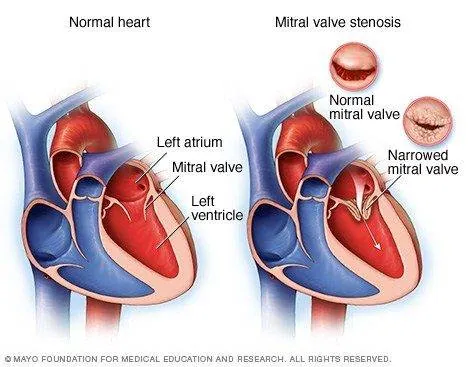 Normal heart
Mitral valve stenosis
Normal
mitral valve
Left atrium
Mitral valve
Left
ventricle
Narrowed
mitral valve
© MAYO FOUNDATION FOR MEDICAL EDUCATION AND RESEARCH. ALL RIGHTS RESERVED.